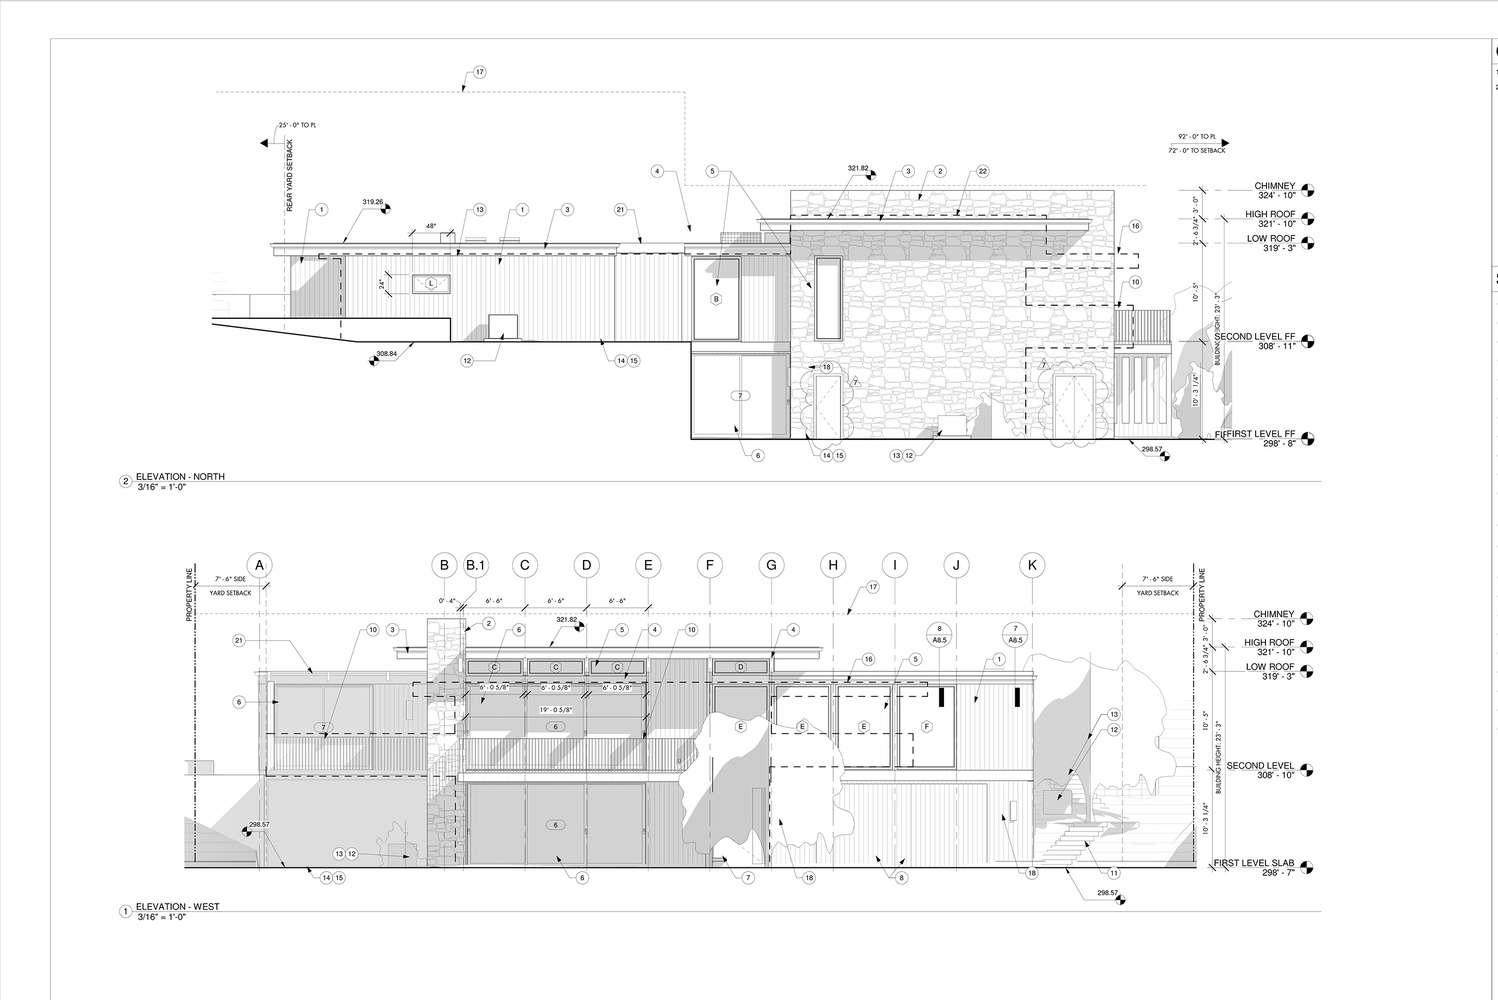 17
25' - 0" TO PL
REAR YARD SETBACK
92' - 0" TO PL
72' - 0" TO SETBACK
4
5
321.82
3
2
22
CHIMNEY
324' - 10"
3' - 0"
1
319.26
13
1
3
21
HIGH ROOF
321' - 10"
2' - 6 3/4"
48"
16
LOW ROOF
319' - 3"
24"
L
B
10
10' - 5"
BUILDING HEIGHT: 23' - 3"
SECOND LEVEL FF
308' - 11"
308.84
12
14 15
18
7
7
7
10' - 3 1/4"
FIRST LEVEL FF
298' - 8"
6
14 15
13 12
298.57
2
ELEVATION - NORTH
3/16" = 1'-0"
A
B
B.1
C
D
E
F
G
H
I
J
K
PROPERTY LINE
7' - 6" SIDE
YARD SETBACK
0' - 4"
6' - 6"
6' - 6"
6' - 6"
17
7' - 6" SIDE
YARD SETBACK
PROPERTY LINE
CHIMNEY
324' - 10"
3' - 0"
21
10
3
2
6
321.82
5
4
10
4
8
A8.5
7
A8.5
HIGH ROOF
321' - 10"
2' - 6 3/4"
16
5
1
LOW ROOF
319' - 3"
C
C
C
D
6' - 0 5/8"
6' - 0 5/8"
6' - 0 5/8"
19' - 0 5/8"
6
7
6
E
E
E
F
13
12
10' - 5"
BUILDING HEIGHT: 23' - 3"
SECOND LEVEL
308' - 10"
298.57
6
10' - 3 1/4"
13 12
14 15
6
7
18
8
18
11
FIRST LEVEL SLAB
298' - 7"
298.57
1
ELEVATION - WEST
3/16" = 1'-0"